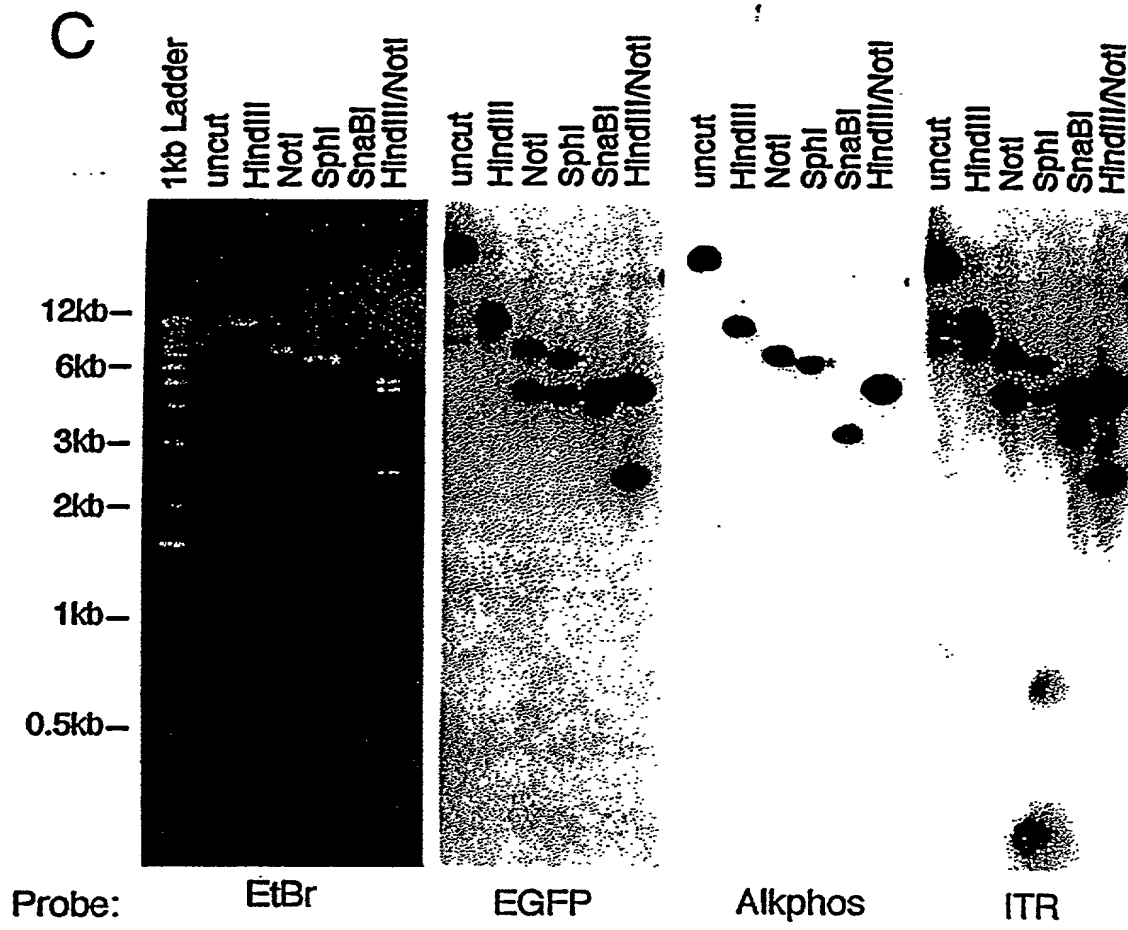 C
1kb Ladder
uncut
HindIII
NotI
SphI
SnaBI
HindIII/NotI
uncut
HindIII
NotI
SphI
SnaBI
HindIII/NotI
uncut
HindIII
NotI
SphI
SnaBI
HindIII/NotI
uncut
HindIII
NotI
SphI
SnaBI
HindIII/NotI
12kb–
6kb–
3kb–
2kb–
1kb–
0.5kb–
*
*
Probe:
EtBr
EGFP
Alkphos
ITR